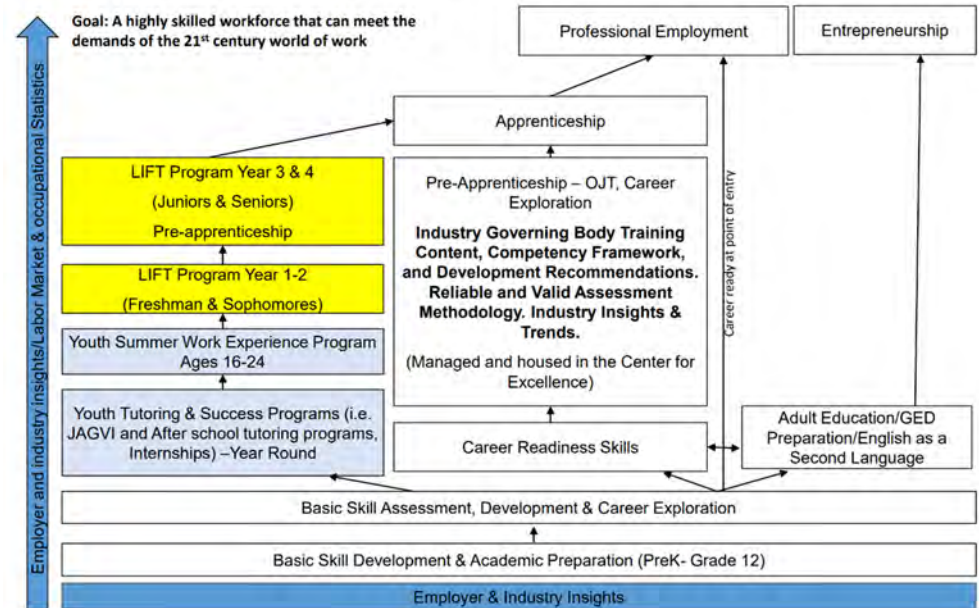 Goal: A highly skilled workforce that can meet the
demands of the 21st century world of work
Professional Employment
Entrepreneurship
Employer and industry insights/Labor Market & occupational Statistics
Apprenticeship
LIFT Program Year 3 & 4
(Juniors & Seniors)
Pre-apprenticeship
LIFT Program Year 1-2
(Freshman & Sophomores)
Youth Summer Work Experience Program
Ages 16-24
Youth Tutoring & Success Programs (i.e.
JAGVI and After school tutoring programs,
Internships) –Year Round
Pre-Apprenticeship – OJT, Career
Exploration
Industry Governing Body Training
Content, Competency Framework,
and Development Recommendations.
Reliable and Valid Assessment
Methodology. Industry Insights &
Trends.
(Managed and housed in the Center for
Excellence)
Career Readiness Skills
Career ready at point of entry
Adult Education/GED
Preparation/English as a
Second Language
Basic Skill Assessment, Development & Career Exploration
Basic Skill Development & Academic Preparation (PreK- Grade 12)
Employer & Industry Insights